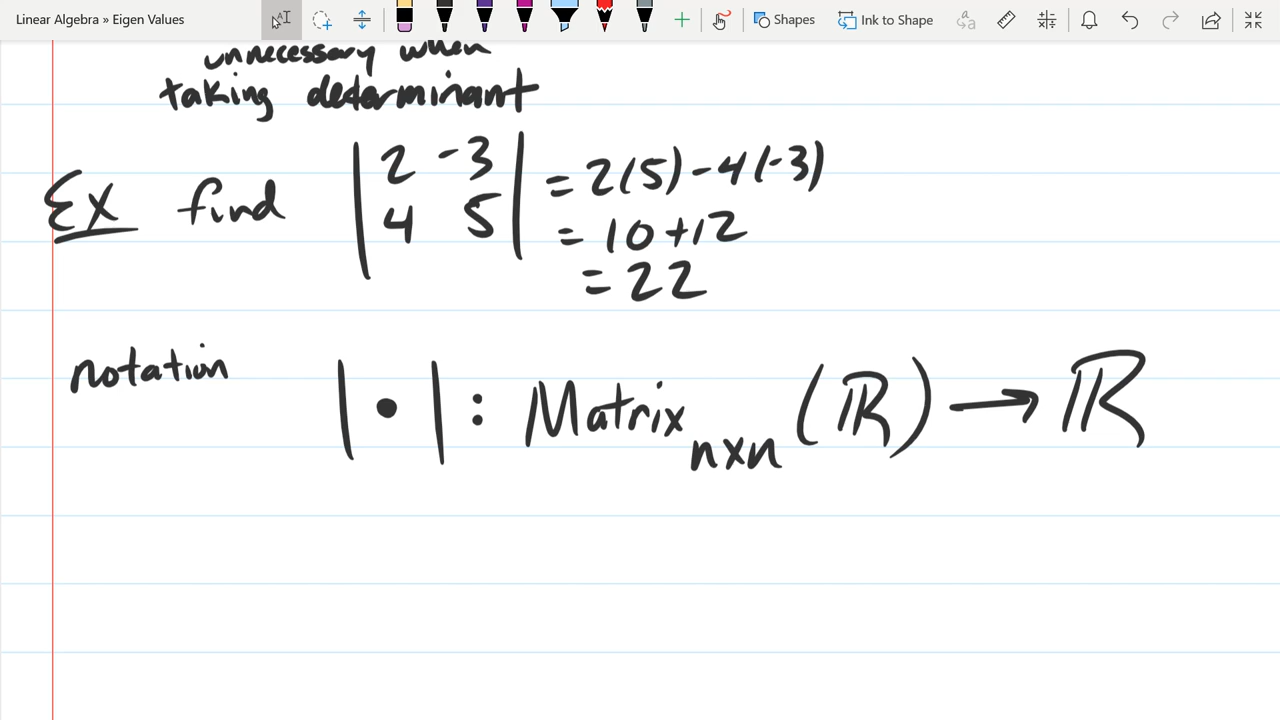 Linear Algebra » Eigen Values
Shapes
Ink to Shape
unnecessary when
taking determinant
Ex find | 2 -3 | = 2(5)-4(-3)
| 4 5 | = 10+12
= 22
notation |•| : Matrix n×n (ℝ) → ℝ